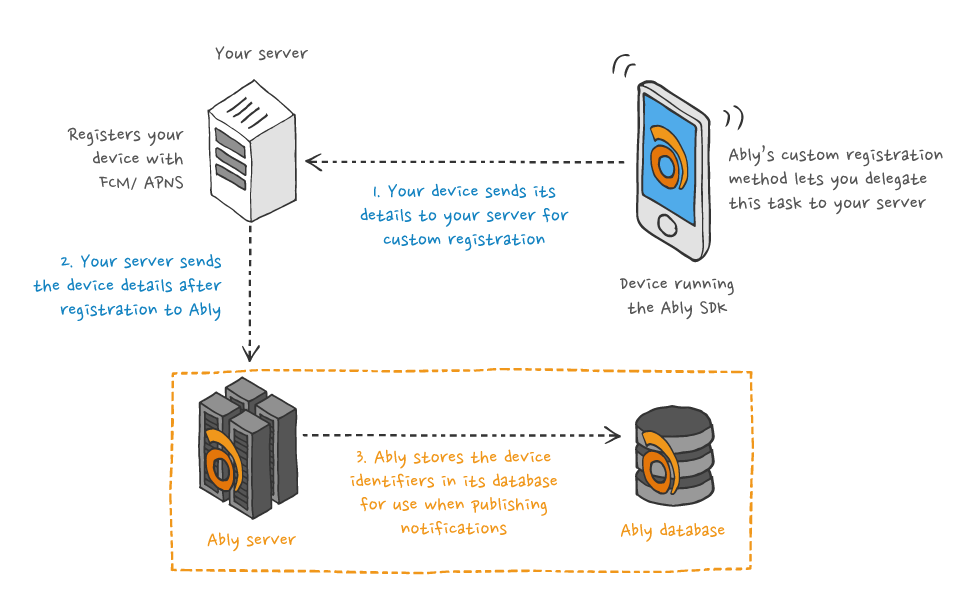 Your server
Registers your
device with
FCM/ APNS
1. Your device sends its
details to your server for
custom registration
Ably's custom registration
method lets you delegate
this task to your server
Device running
the Ably SDK
2. Your server sends
the device details after
registration to Ably
3. Ably stores the device
identifiers in its database
for use when publishing
notifications
Ably server
Ably database